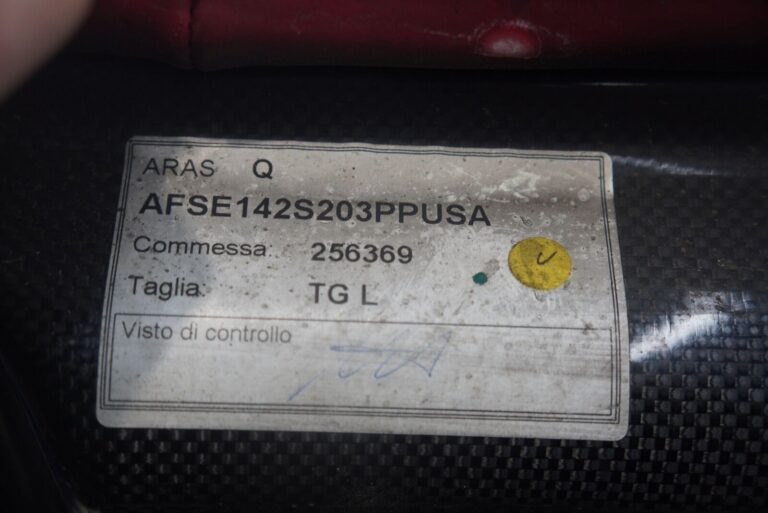 ARAS Q
AFSE142S203PPUSA
Commessa: 256369
Taglia: TG L
Visto di controllo